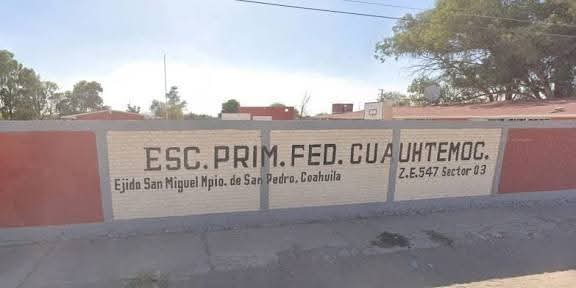 ESC. PRIM. FED. CUAUHTEMOC.
Ejido San Miguel Mpio. de San Pedro, Coahuila
Z.E. 547 Sector 03